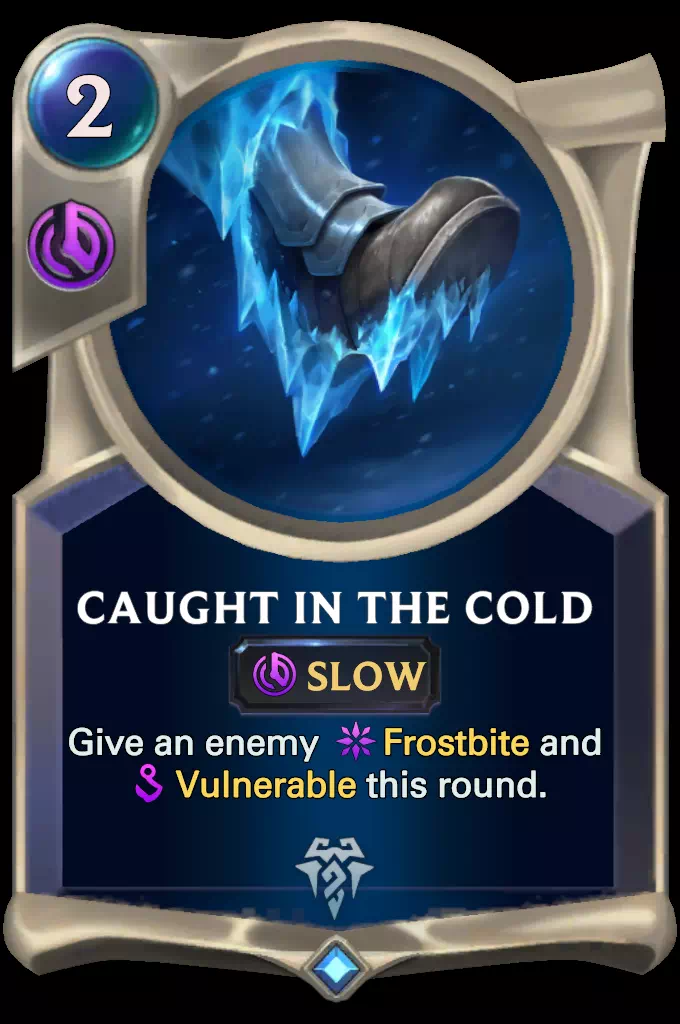 2
CAUGHT IN THE COLD
SLOW
Give an enemy Frostbite and
Vulnerable this round.